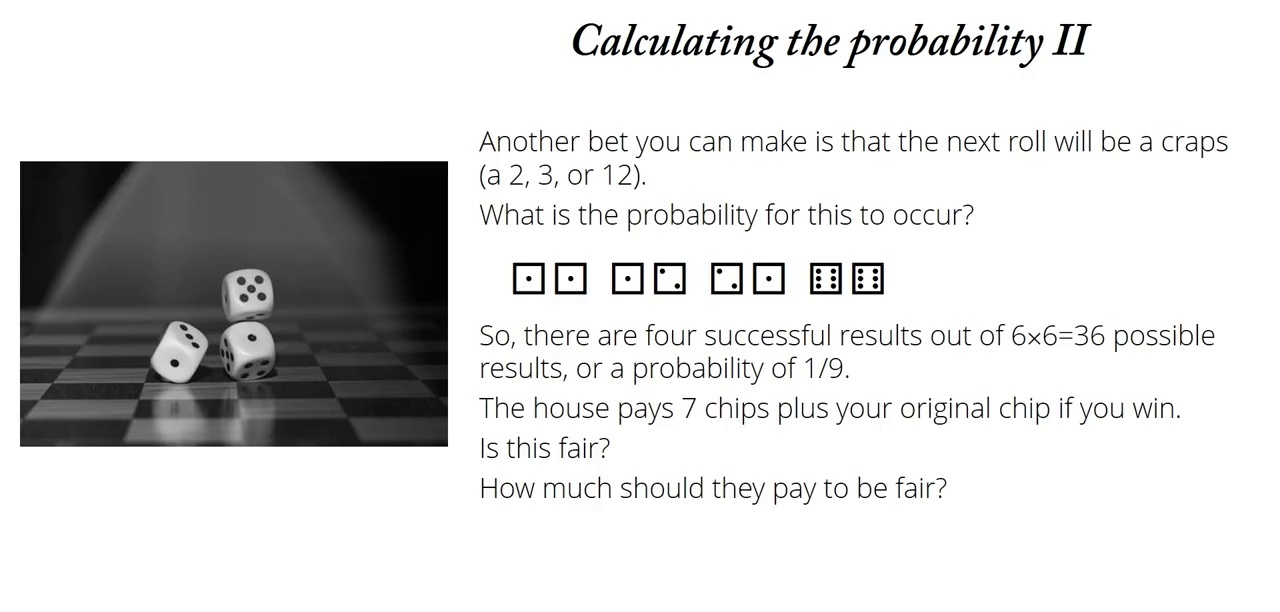 Calculating the probability II
Another bet you can make is that the next roll will be a craps
(a 2, 3, or 12).
What is the probability for this to occur?
So, there are four successful results out of 6×6=36 possible
results, or a probability of 1/9.
The house pays 7 chips plus your original chip if you win.
Is this fair?
How much should they pay to be fair?